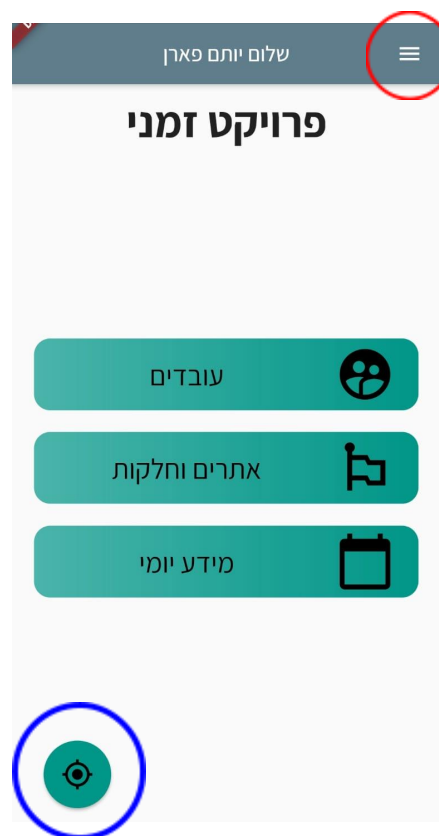 שלום יותם פארן
פרויקט זמני
עובדים
אתרים וחלקות
מידע יומי